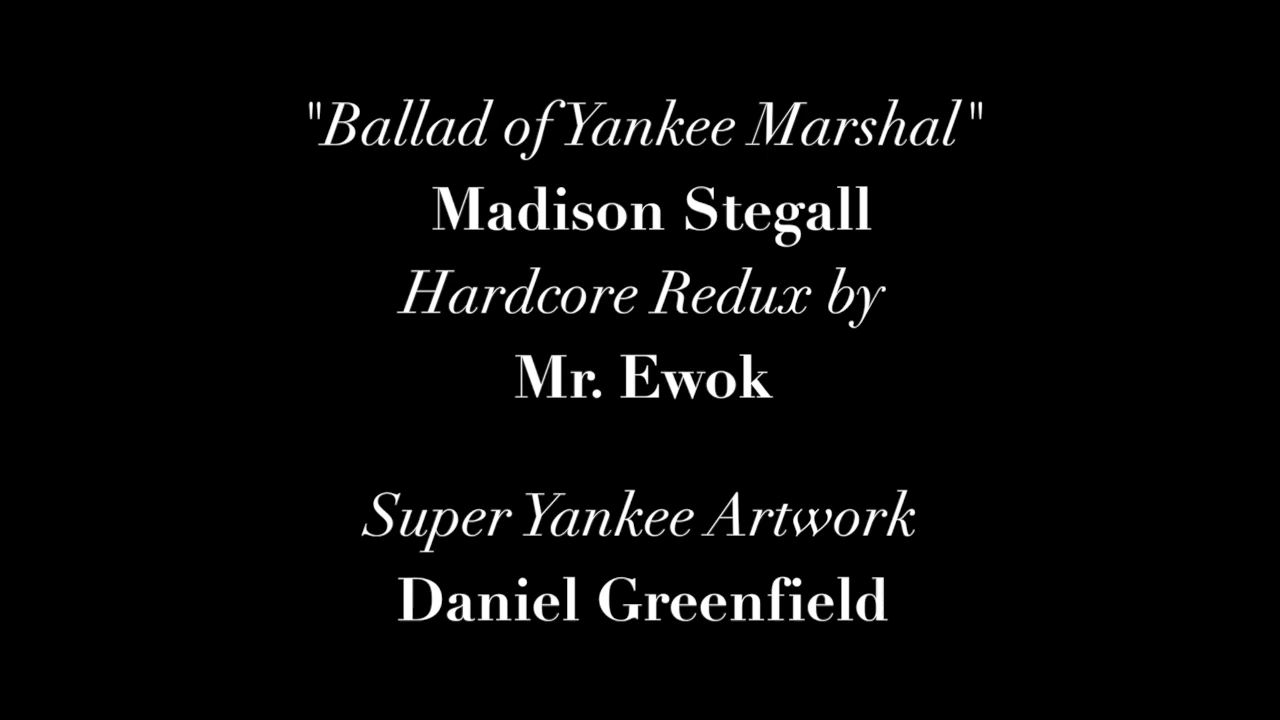 "Ballad of Yankee Marshal"
Madison Stegall
Hardcore Redux by
Mr. Ewok
Super Yankee Artwork
Daniel Greenfield